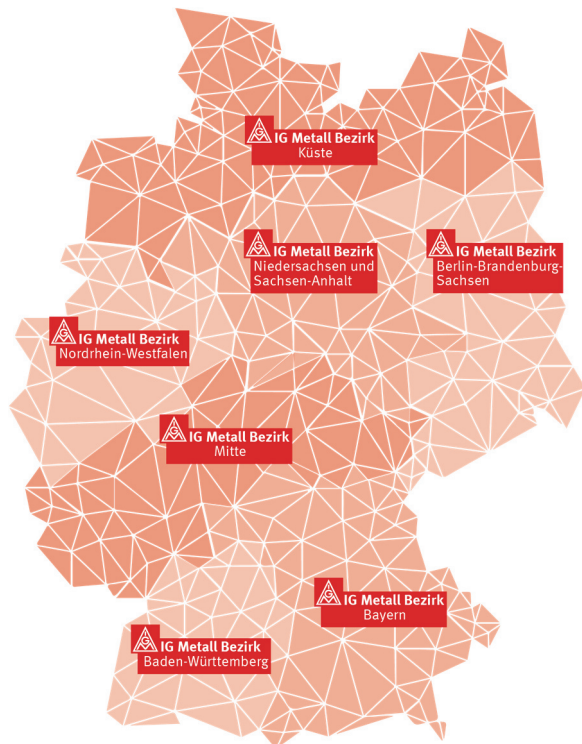 IG Metall Bezirk
Küste
IG Metall Bezirk
Niedersachsen und
Sachsen-Anhalt
IG Metall Bezirk
Berlin-Brandenburg-
Sachsen
IG Metall Bezirk
Nordrhein-Westfalen
IG Metall Bezirk
Mitte
IG Metall Bezirk
Bayern
IG Metall Bezirk
Baden-Württemberg